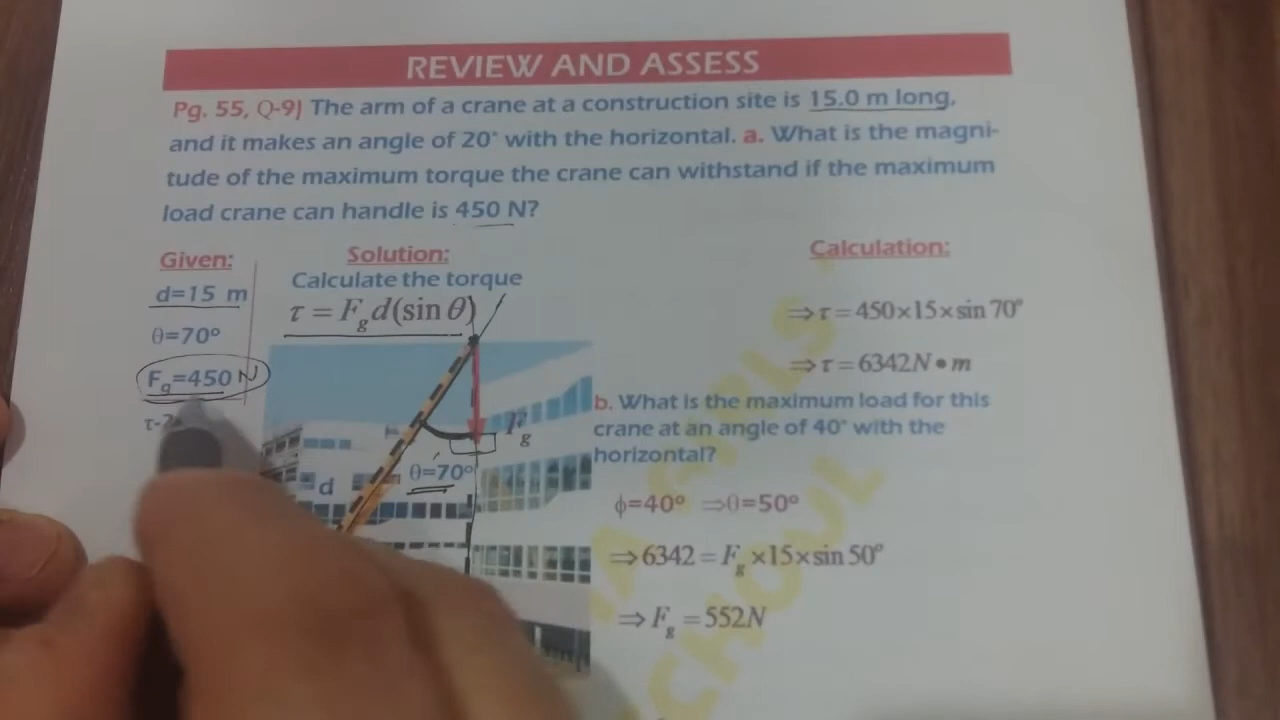 REVIEW AND ASSESS
Pg. 55, Q-9) The arm of a crane at a construction site is 15.0 m long,
and it makes an angle of 20° with the horizontal. a. What is the magni-
tude of the maximum torque the crane can withstand if the maximum
load crane can handle is 450 N?
Given:
d=15 m
θ=70°
Fg=450 N
τ-?
Solution:
Calculate the torque
τ = Fg d(sin θ)
Fg
θ=70°
d
Calculation:
⇒τ = 450×15×sin 70°
⇒τ = 6342N•m
b. What is the maximum load for this
crane at an angle of 40° with the
horizontal?
ϕ=40° ⇒θ=50°
⇒6342 = Fg ×15×sin 50°
⇒ Fg = 552N